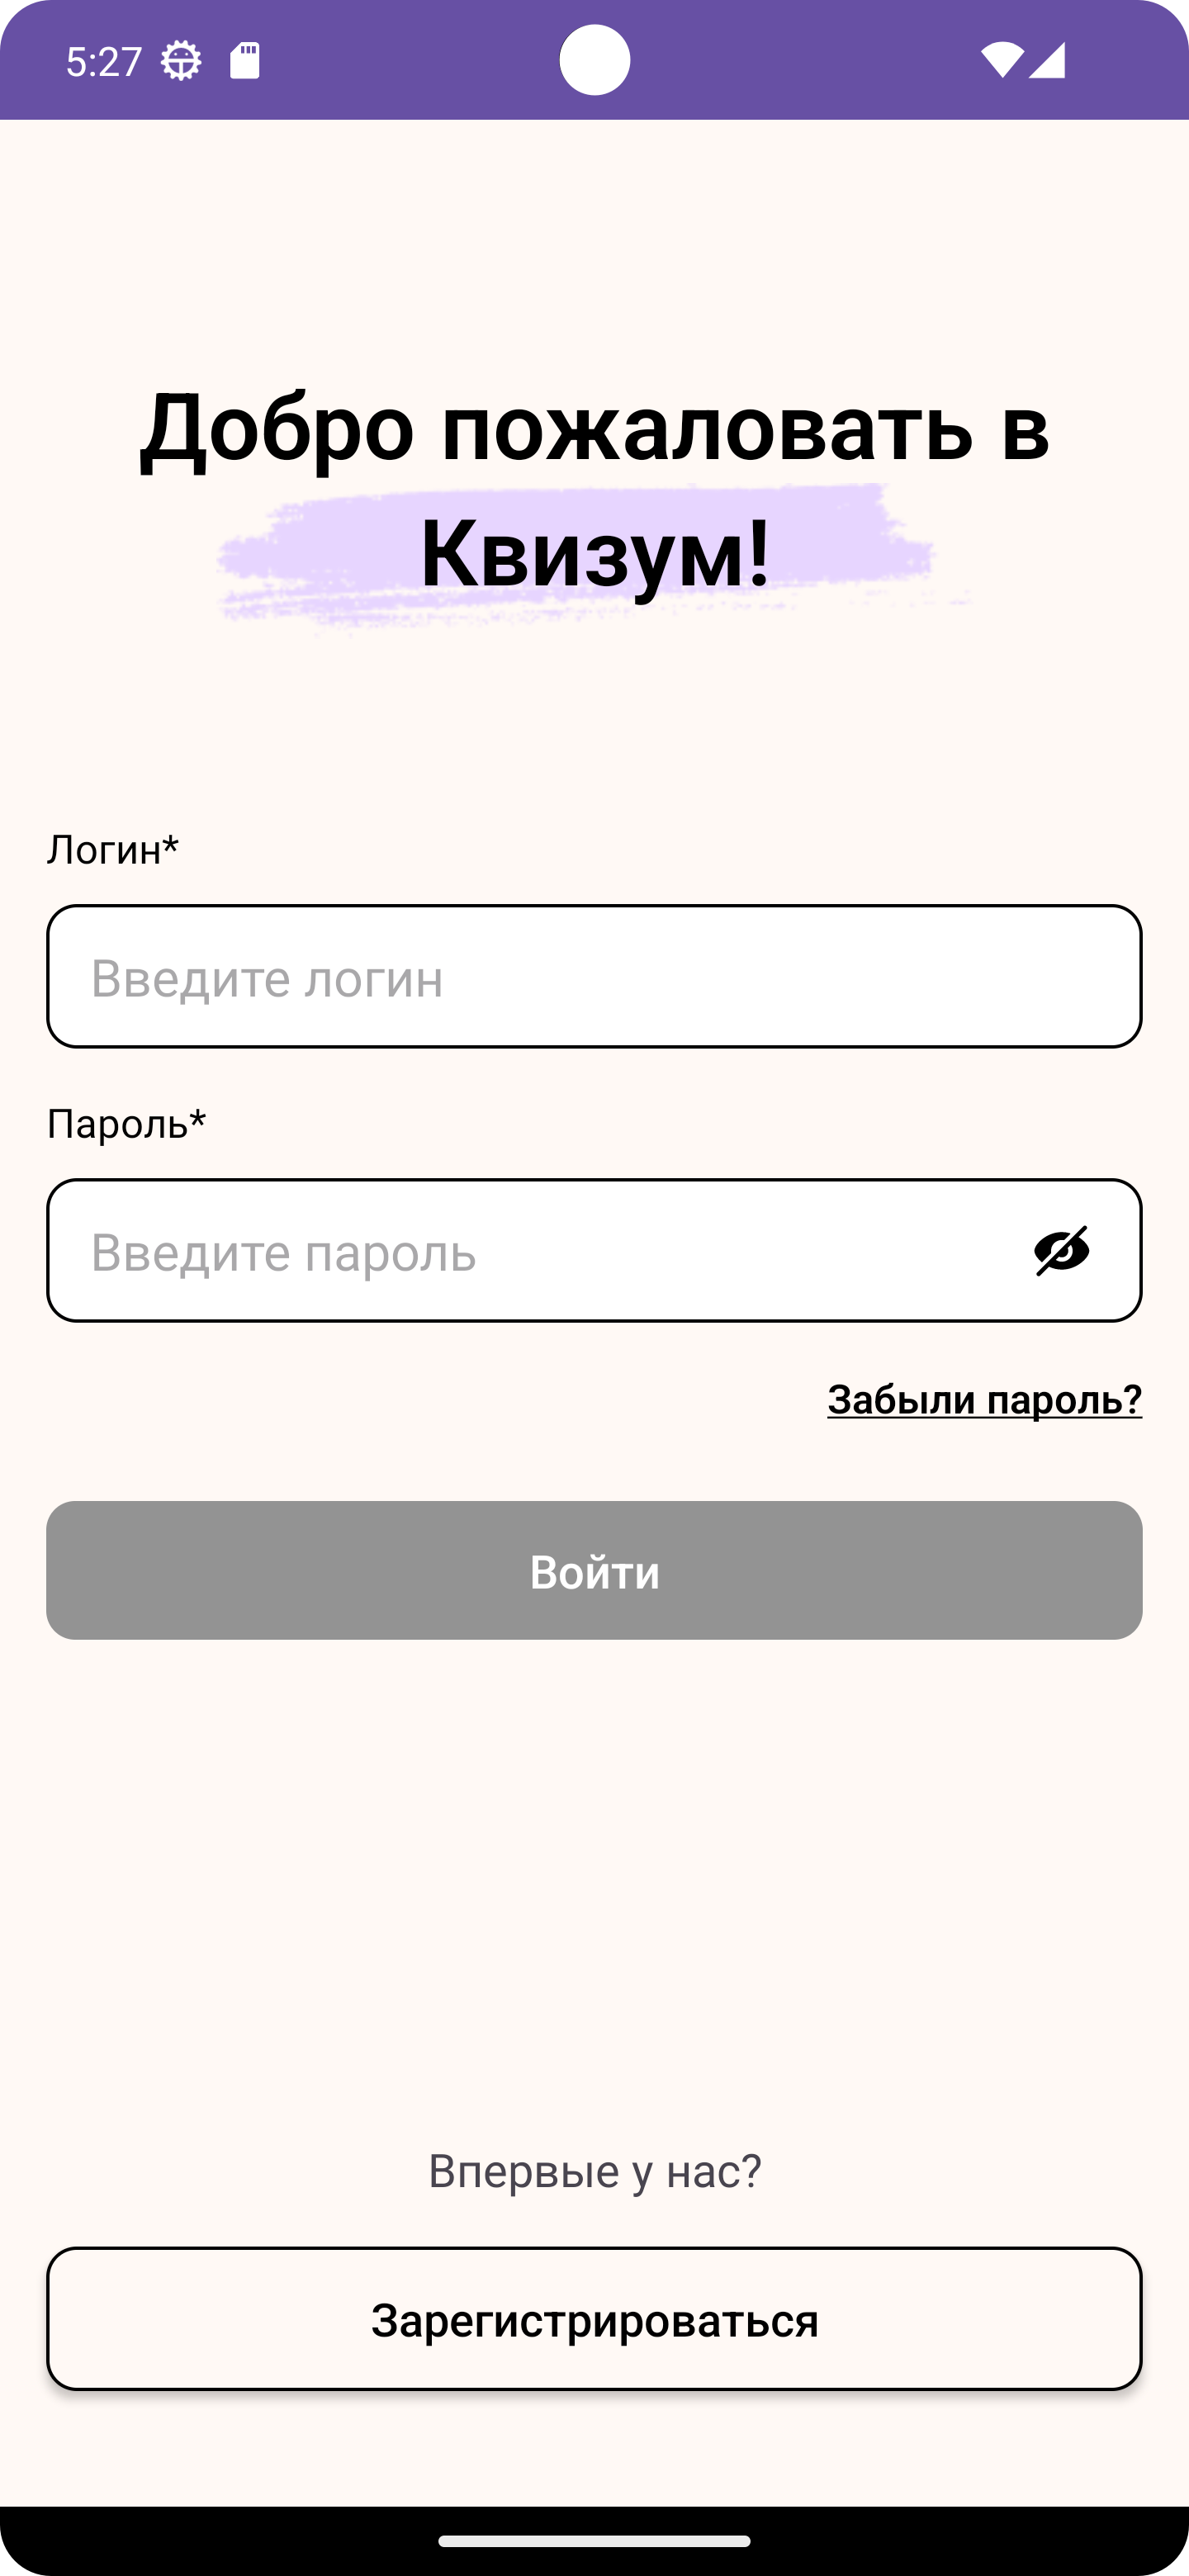 5:27
Добро пожаловать в
Квизум!
Логин*
Введите логин
Пароль*
Введите пароль
Забыли пароль?
Войти
Впервые у нас?
Зарегистрироваться